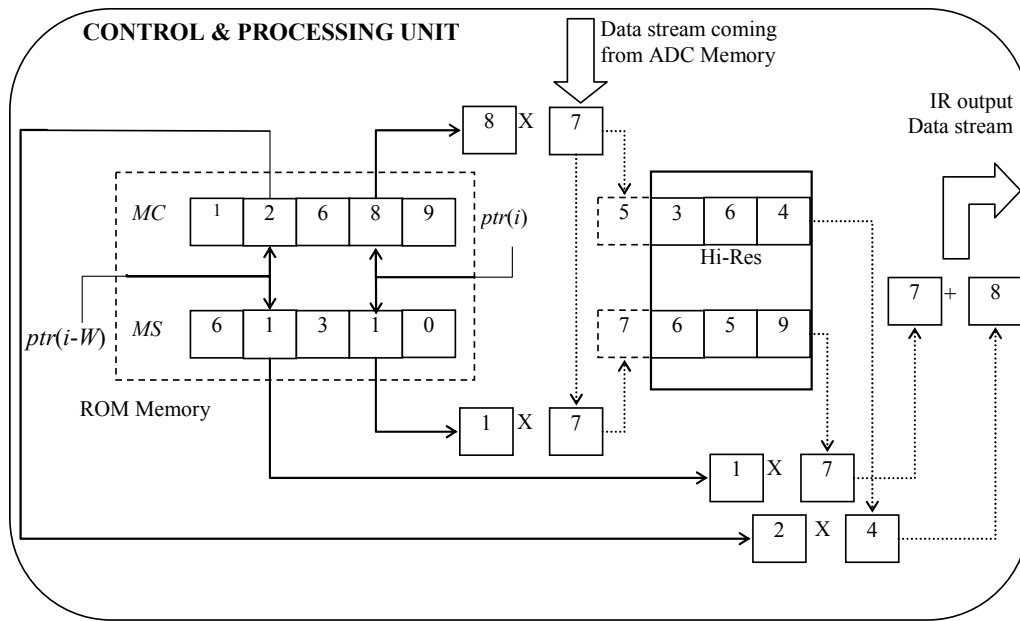 CONTROL & PROCESSING UNIT
Data stream coming
from ADC Memory
IR output
Data stream
8 X 7
MC 1 2 6 8 9
ptr(i)
5 3 6 4
Hi-Res
7 + 8
ptr(i-W)
MS 6 1 3 1 0
7 6 5 9
ROM Memory
1 X 7
1 X 7
2 X 4